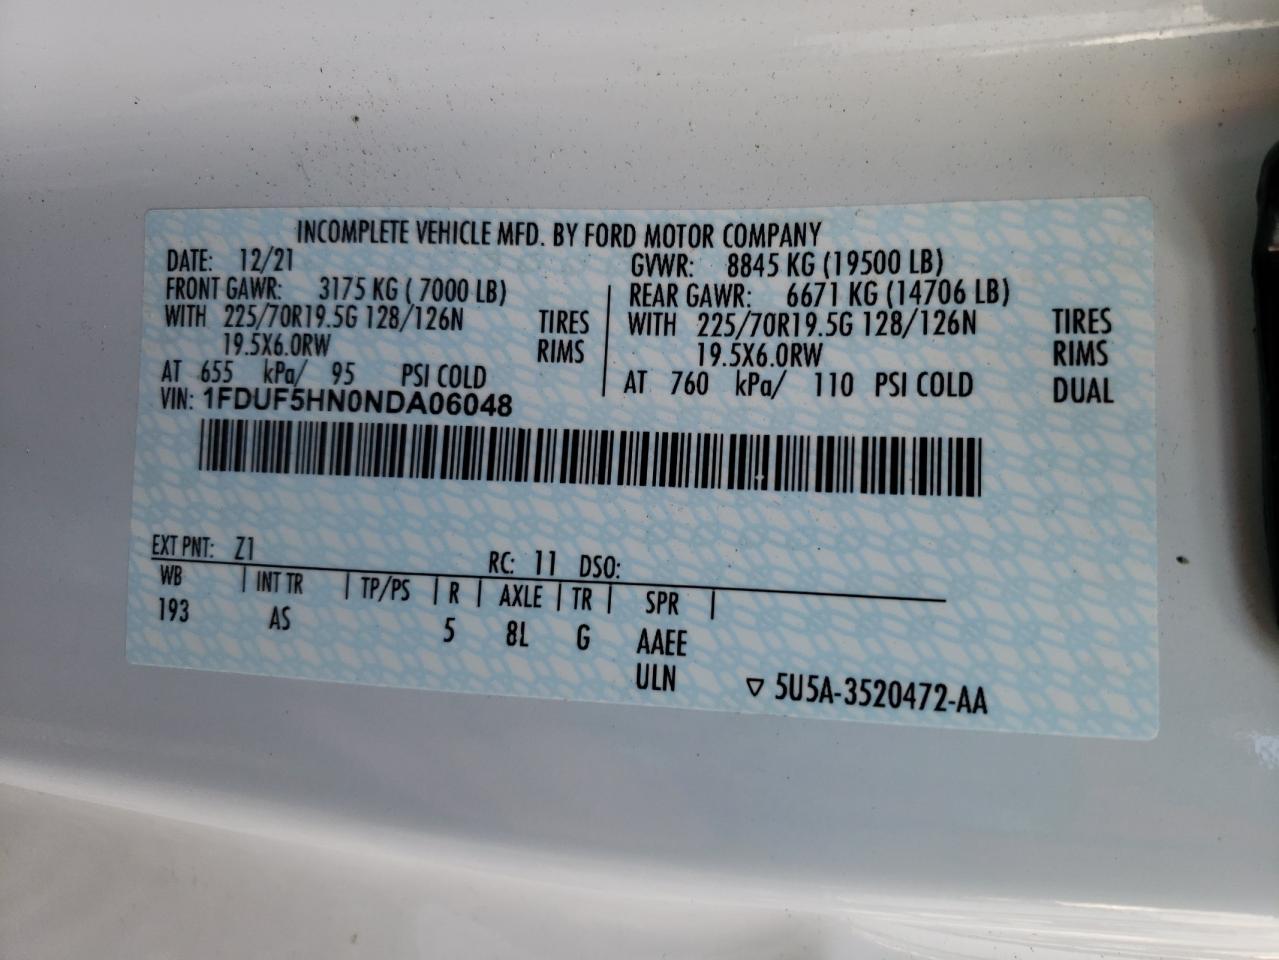 INCOMPLETE VEHICLE MFD. BY FORD MOTOR COMPANY
DATE: 12/21 GVWR: 8845 KG (19500 LB)
FRONT GAWR: 3175 KG ( 7000 LB) REAR GAWR: 6671 KG (14706 LB)
WITH 225/70R19.5G 128/126N TIRES WITH 225/70R19.5G 128/126N TIRES
19.5X6.0RW RIMS 19.5X6.0RW RIMS
AT 655 kPa/ 95 PSI COLD AT 760 kPa/ 110 PSI COLD DUAL
VIN: 1FDUF5HN0NDA06048
EXT PNT: Z1 RC: 11 DSO:
WB | INT TR | TP/PS | R | AXLE | TR | SPR |
193 AS 5 8L G AAEE
ULN ▽ 5U5A-3520472-AA